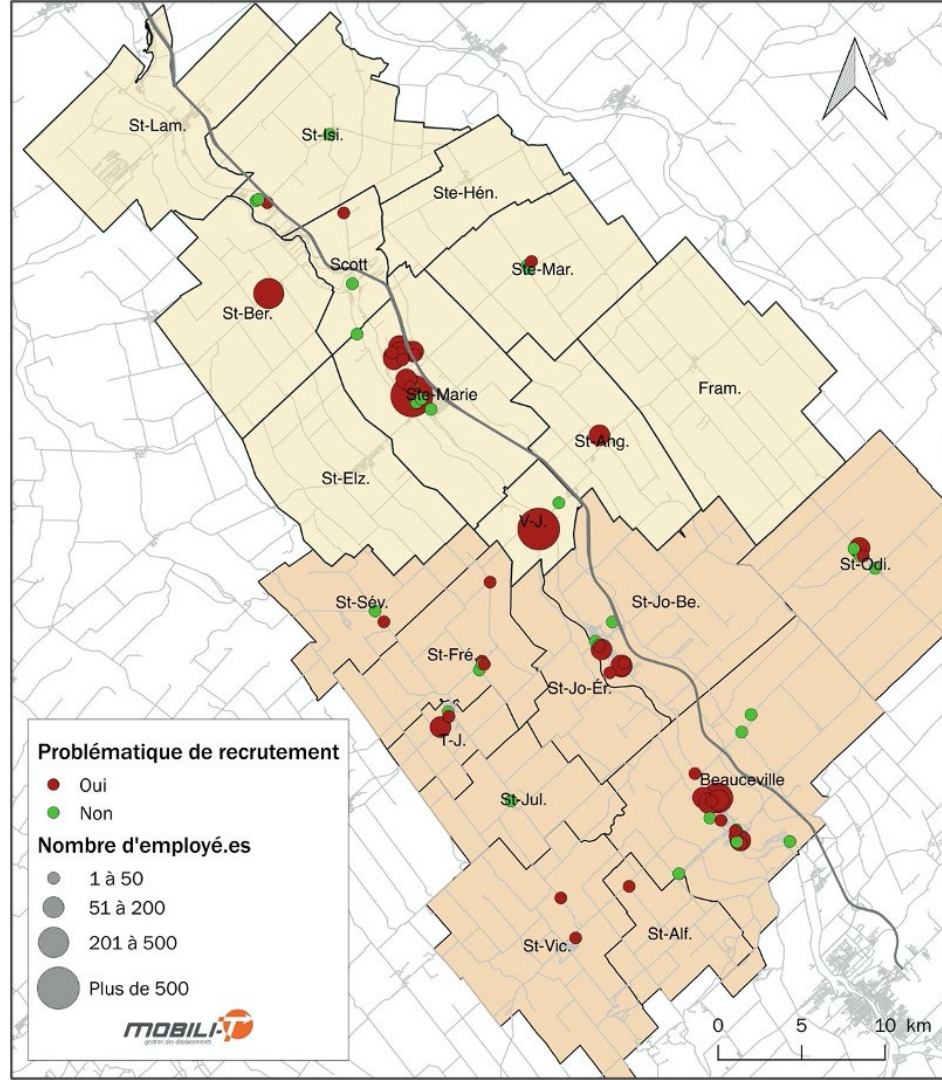 St-Lam.
St-Isi.
Ste-Hén.
Scott
Ste-Mar.
St-Ber.
Ste-Marie
Fram.
St-Ang.
St-Elz.
V-J.
St-Odi.
St-Sév.
St-Jo-Be.
St-Fré.
St-Jo-Ér.
T-J.
Beauceville
St-Jul.
St-Vic.
St-Alf.
Problématique de recrutement
Oui
Non
Nombre d'employé.es
1 à 50
51 à 200
201 à 500
Plus de 500
MOBILI-T
gestion des déplacements
0 5 10 km